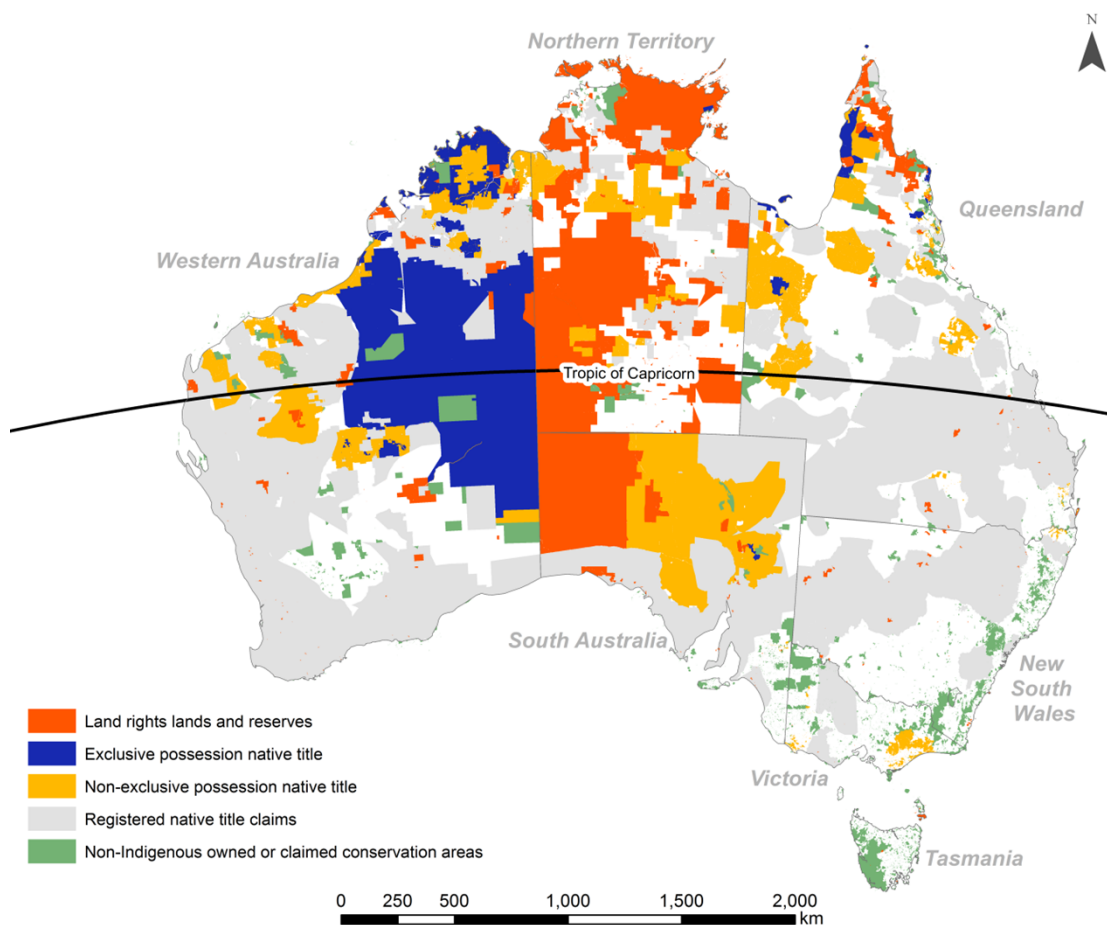 N
Northern Territory
Queensland
Western Australia
Tropic of Capricorn
South Australia
New
South
Wales
Victoria
Tasmania
Land rights lands and reserves
Exclusive possession native title
Non-exclusive possession native title
Registered native title claims
Non-Indigenous owned or claimed conservation areas
0 250 500 1,000 1,500 2,000
km